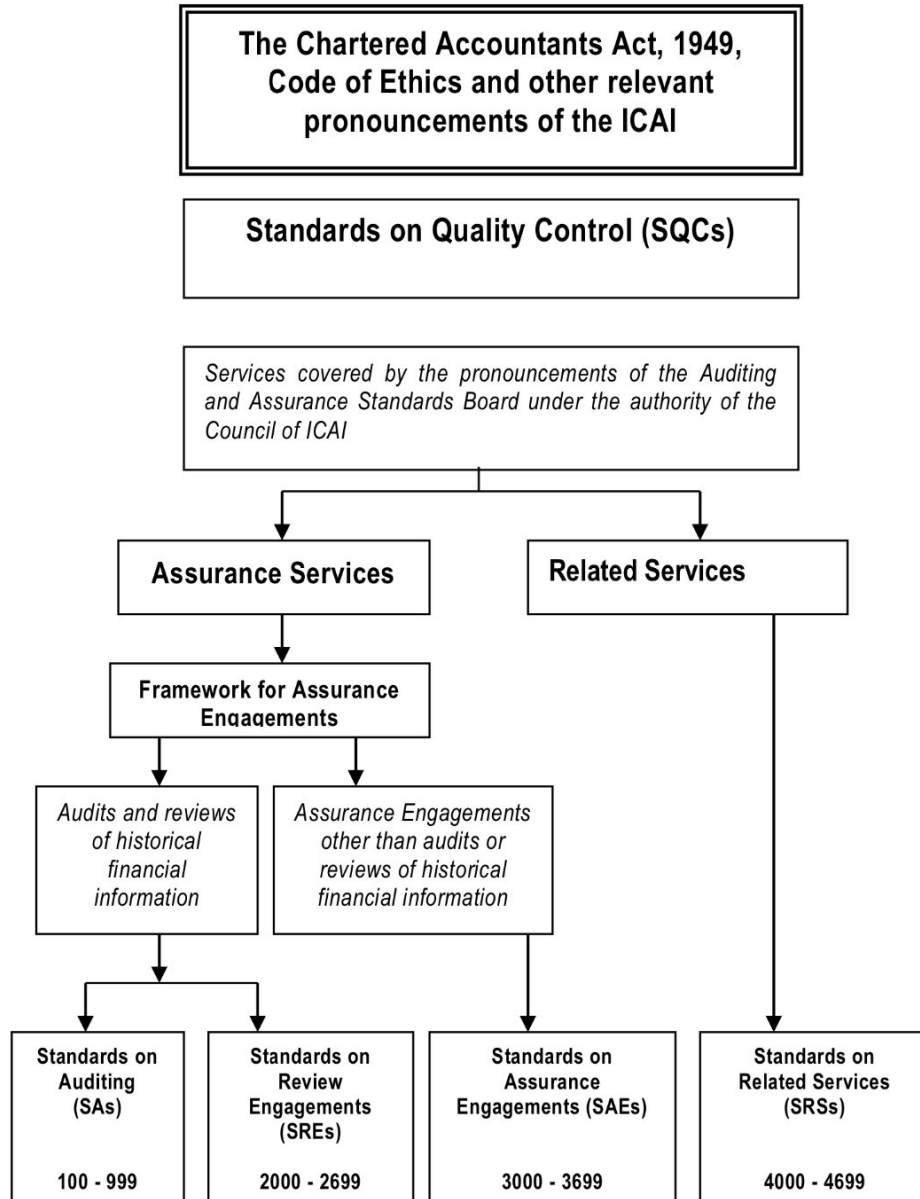 The Chartered Accountants Act, 1949,
Code of Ethics and other relevant
pronouncements of the ICAI
Standards on Quality Control (SQCs)
Services covered by the pronouncements of the Auditing
and Assurance Standards Board under the authority of the
Council of ICAI
Assurance Services
Related Services
Framework for Assurance
Engagements
Audits and reviews
of historical
financial
information
Assurance Engagements
other than audits or
reviews of historical
financial information
Standards on
Auditing
(SAs)
100 - 999
Standards on
Review
Engagements
(SREs)
2000 - 2699
Standards on
Assurance
Engagements (SAEs)
3000 - 3699
Standards on
Related Services
(SRSs)
4000 - 4699